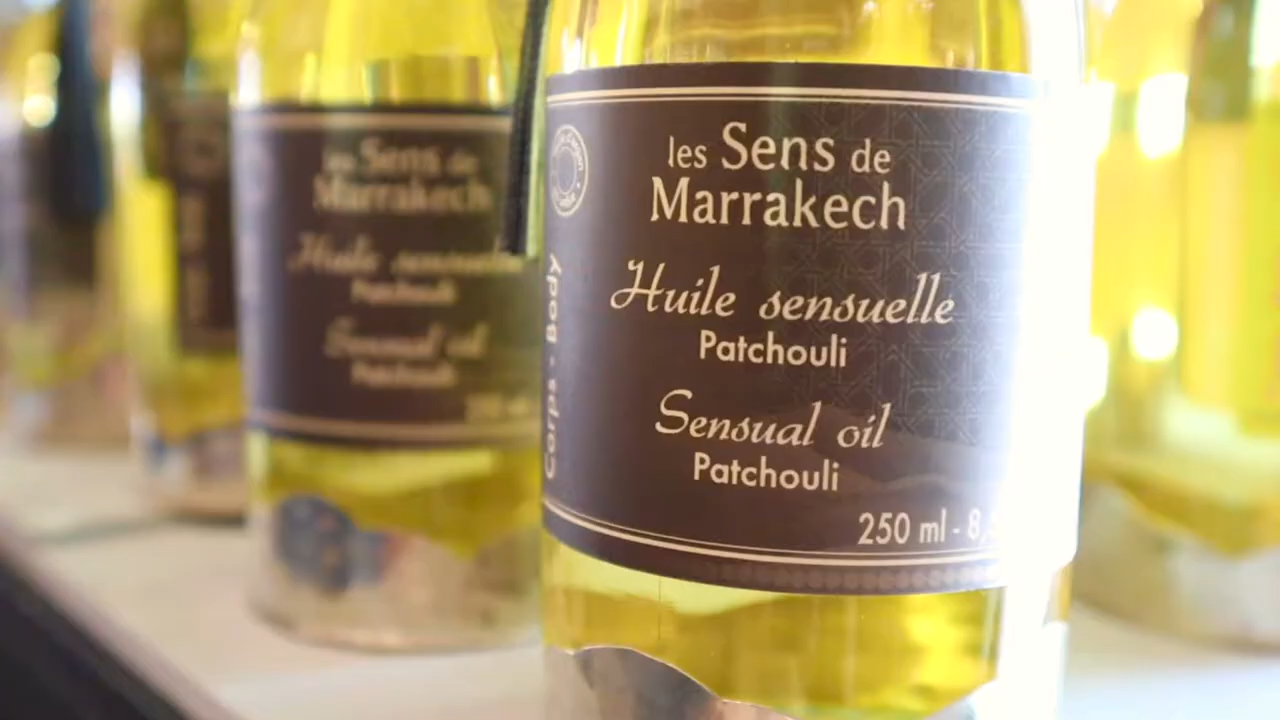 les Sens de
Marrakech
Huile sensuelle
Patchouli
Sensual oil
Patchouli
250 ml - 8,
Corps - Body
les Sens de
Marrakech
Huile sensuelle
Patchouli
Sensual oil
Patchouli